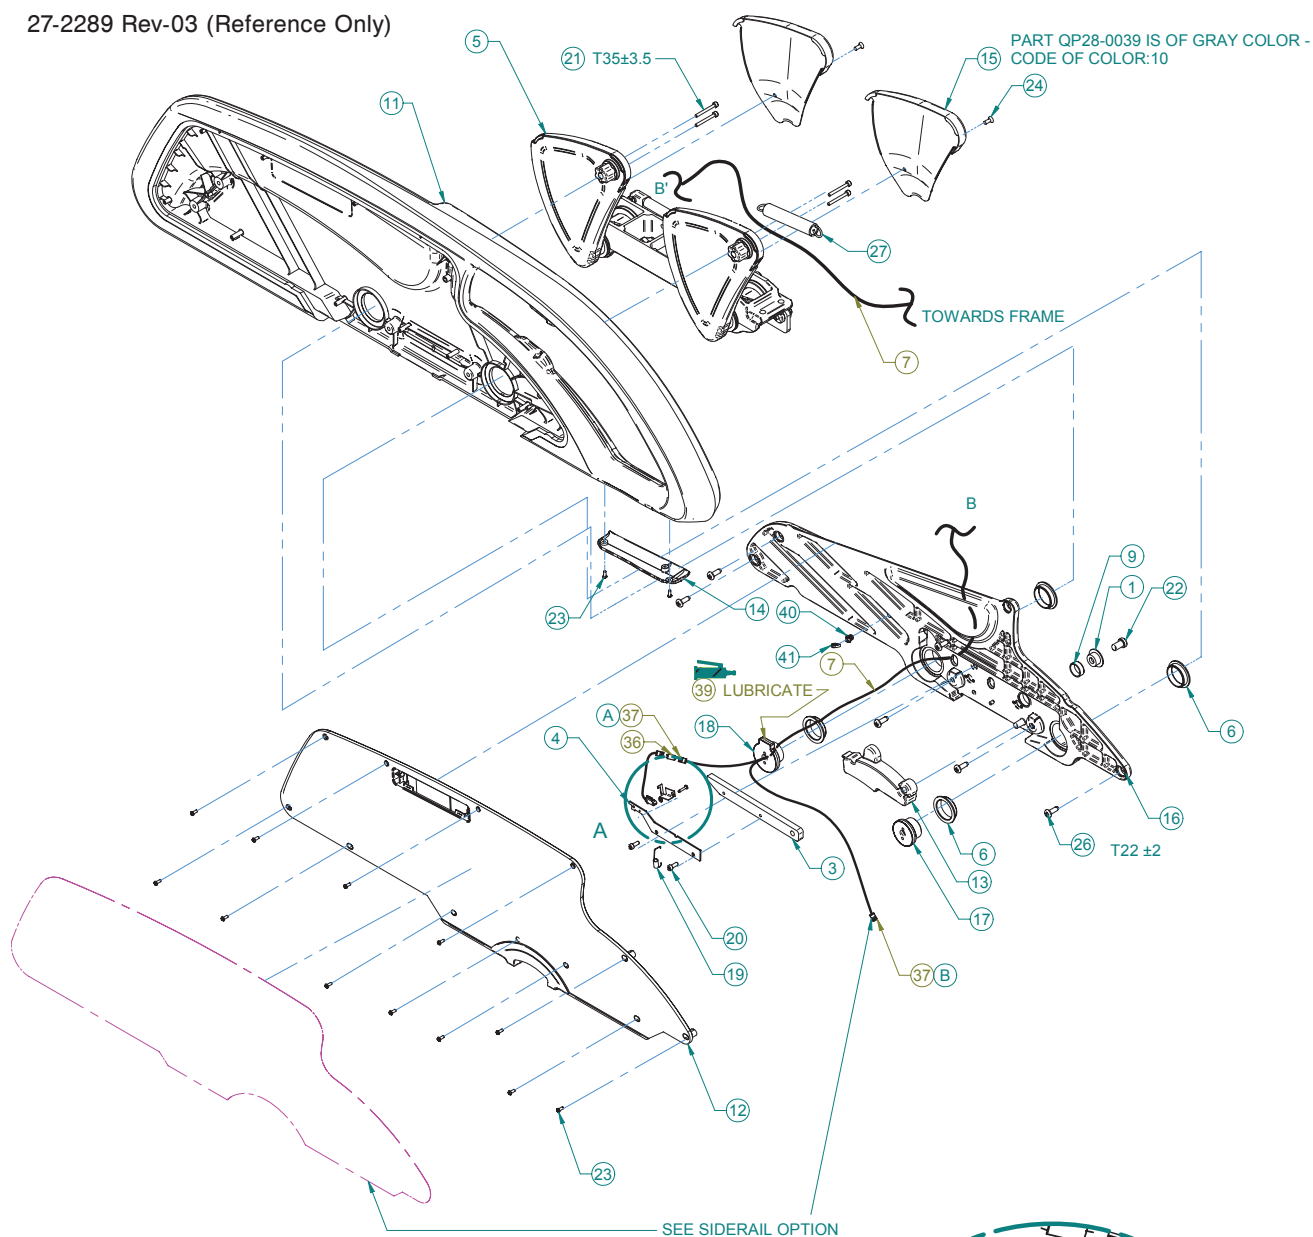 27-2289 Rev-03 (Reference Only)
5
21 T35±3.5
PART QP28-0039 IS OF GRAY COLOR -
15 CODE OF COLOR:10
24
11
B'
27
TOWARDS FRAME
7
B
9
1
22
23
14
40
41
7
39 LUBRICATE
6
A 37
18
4
36
A
16
3
6
26 T22 ±2
13
17
20
19
37 B
12
23
SEE SIDERAIL OPTION